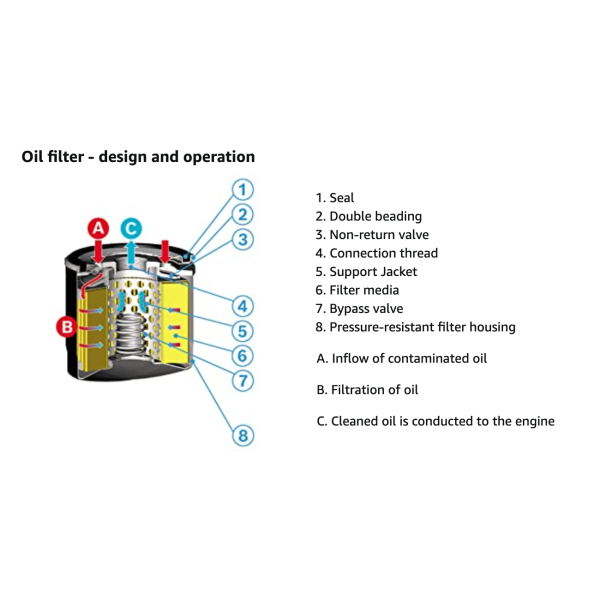 Oil filter - design and operation
A
C
B
1
2
3
4
5
6
7
8
1. Seal
2. Double beading
3. Non-return valve
4. Connection thread
5. Support Jacket
6. Filter media
7. Bypass valve
8. Pressure-resistant filter housing
A. Inflow of contaminated oil
B. Filtration of oil
C. Cleaned oil is conducted to the engine